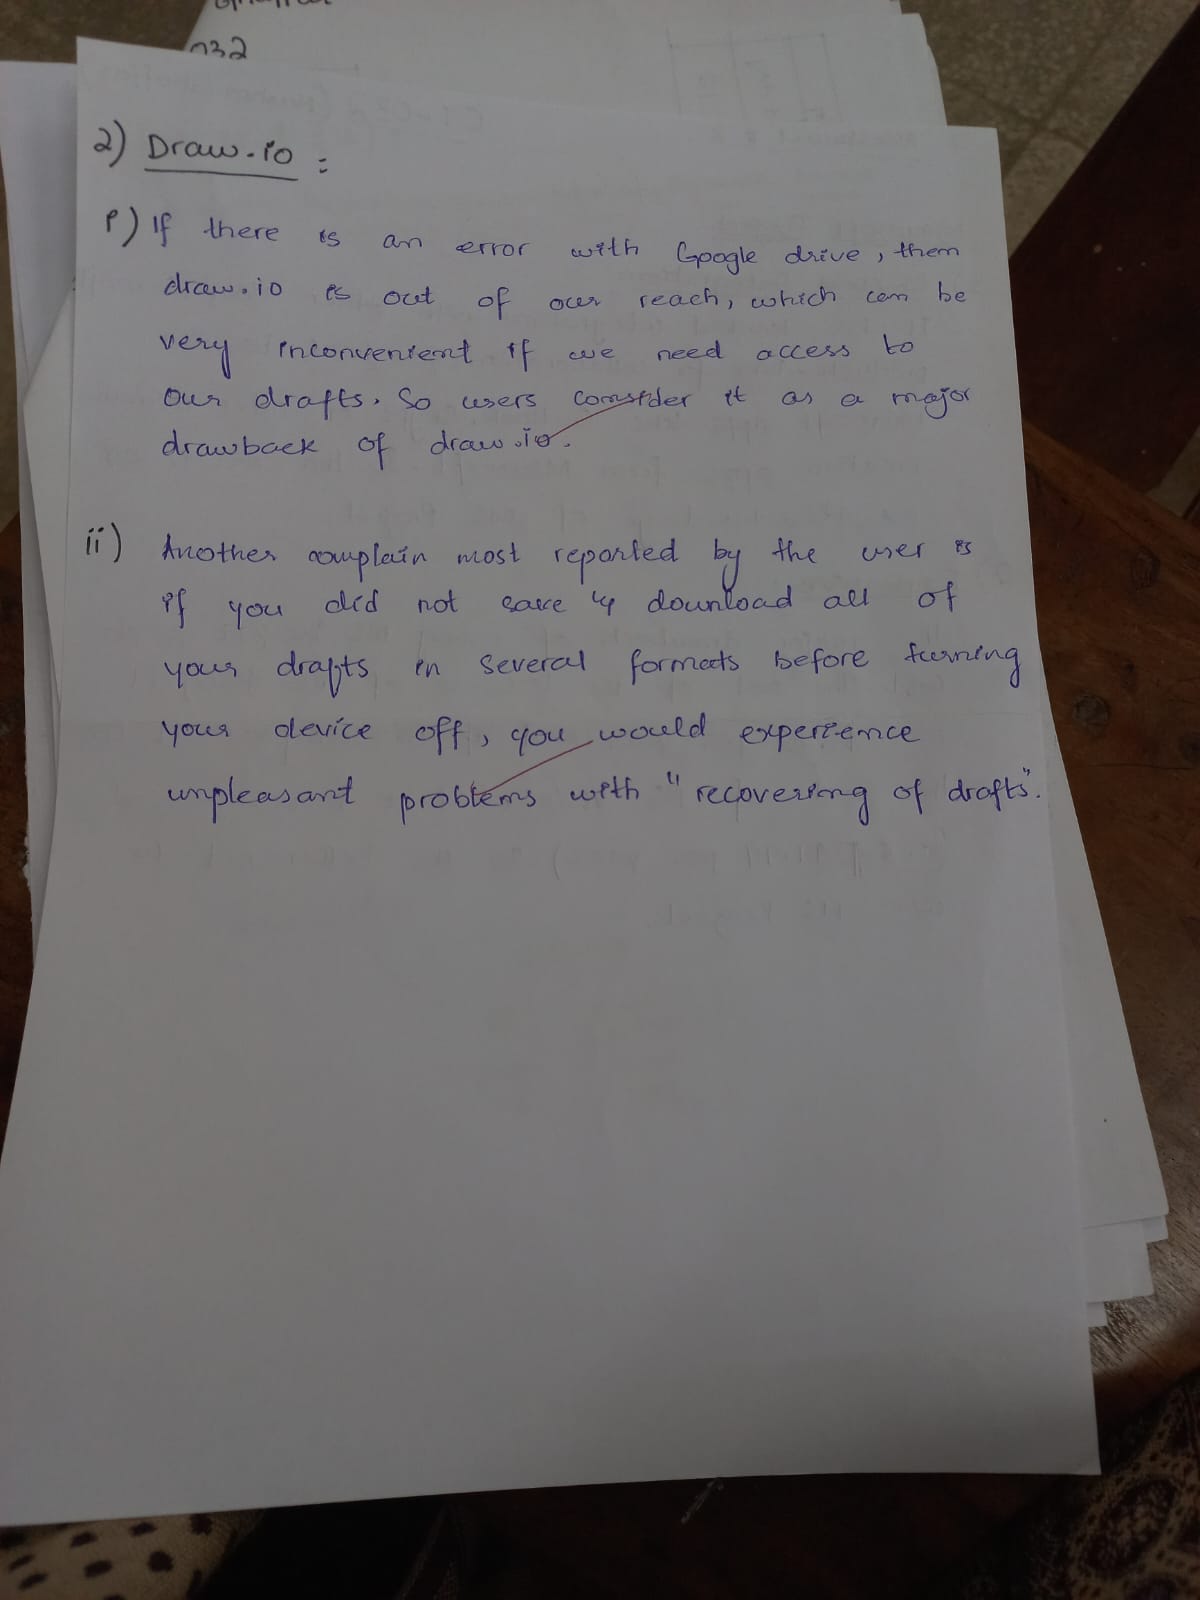 032
2) Draw.io :
i) If there is an error with Google drive, them
draw.io is out of our reach, which can be
very inconvenient if we need access to
our drafts. So users consider it as a major
drawback of draw.io.
ii) Another complain most reported by the user is
if you did not save & download all of
your drafts in several formats before turning
your device off, you would experience
unpleasant problems with "recovering of drafts".